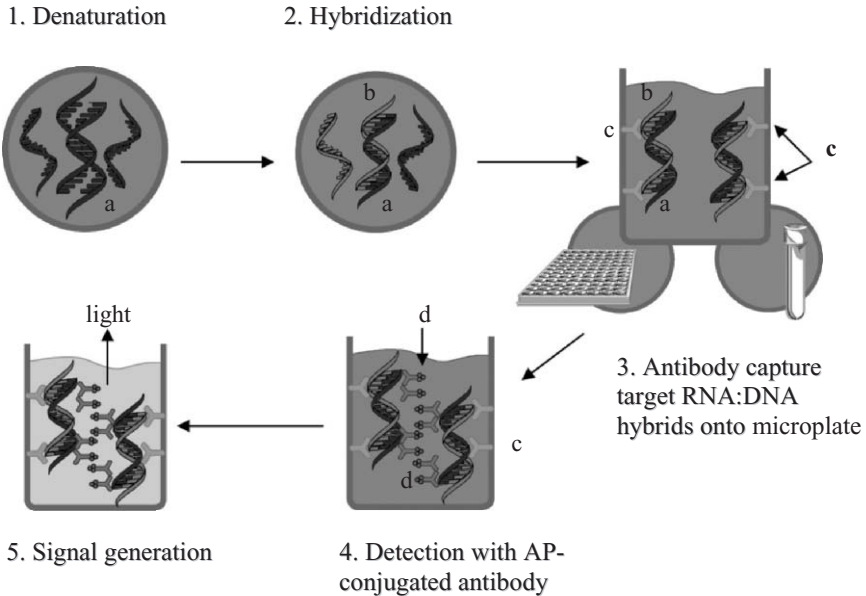 1. Denaturation
2. Hybridization
a
b
a
b
c
a
c
3. Antibody capture
target RNA:DNA
hybrids onto microplate
d
d
c
4. Detection with AP-
conjugated antibody
light
5. Signal generation